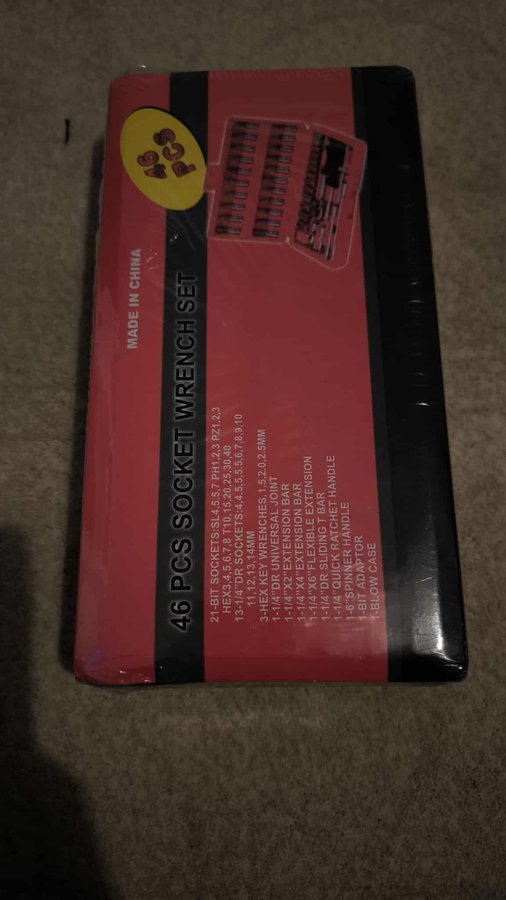 46
PCS
MADE IN CHINA
46 PCS SOCKET WRENCH SET
21-BIT SOCKETS:SL4,5.5,7 PH1,2,3 PZ1,2,3
HEX3,4,5,6,7,8 T10,15,20,25,30,40
13-1/4"DR SOCKETS:4,4.5,5,5.5,6,7,8,9,10
11,12,13,14MM
3-HEX KEY WRENCHES:1.5,2.0,2.5MM
1-1/4"DR UNIVERSAL JOINT
1-1/4"X2"EXTENSION BAR
1-1/4"X4"EXTENSION BAR
1-1/4"X6"FLEXIBLE EXTENSION
1-1/4"DR SLIDING T BAR
1-1/4"QUICK RATCHET HANDLE
1-6"SPINNER HANDLE
1-BIT ADAPTOR
1-BLOW CASE